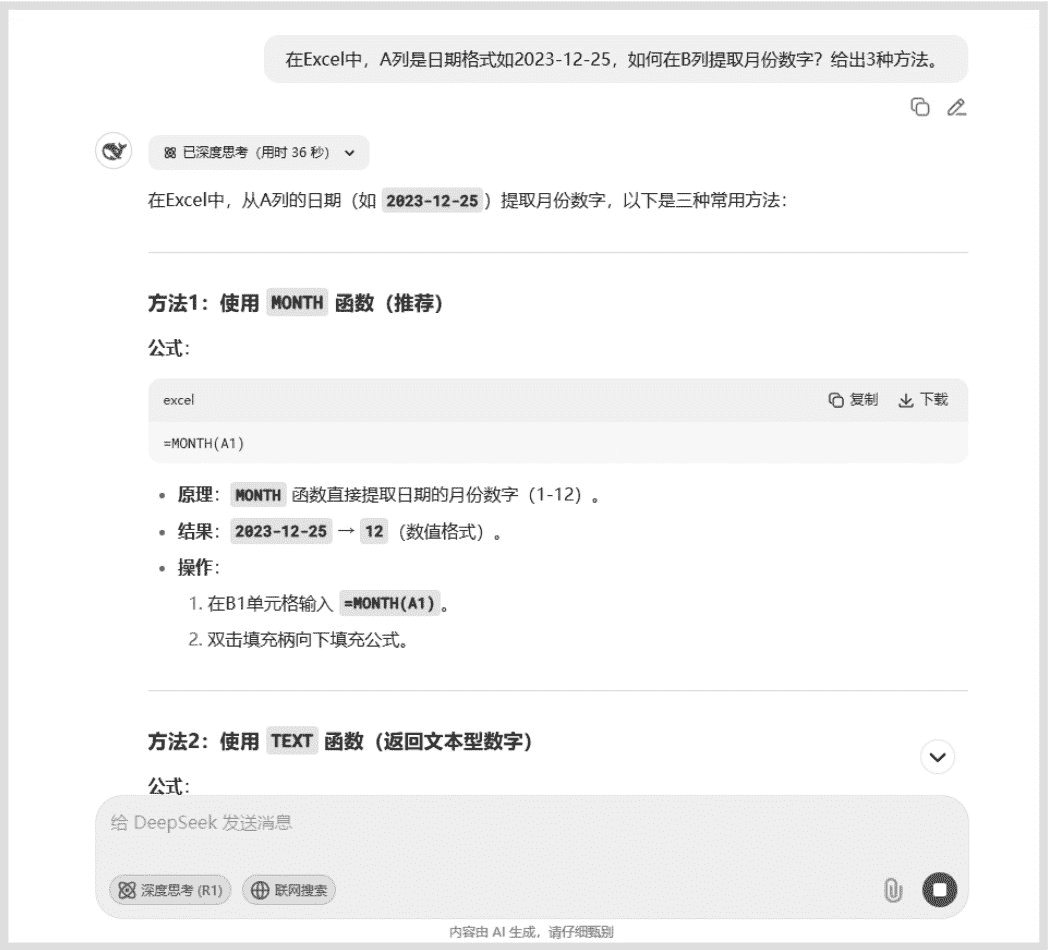 在Excel中，A列是日期格式如2023-12-25，如何在B列提取月份数字？给出3种方法。
已深度思考（用时 36 秒）
在Excel中，从A列的日期（如 2023-12-25 ）提取月份数字，以下是三种常用方法：
方法1：使用 MONTH 函数（推荐）
公式：
excel 复制 下载
=MONTH(A1)
• 原理： MONTH 函数直接提取日期的月份数字（1-12）。
• 结果： 2023-12-25 → 12 （数值格式）。
• 操作：
1. 在B1单元格输入 =MONTH(A1) 。
2. 双击填充柄向下填充公式。
方法2：使用 TEXT 函数（返回文本型数字）
公式：
给 DeepSeek 发送消息
深度思考 (R1) 联网搜索
内容由 AI 生成，请仔细甄别